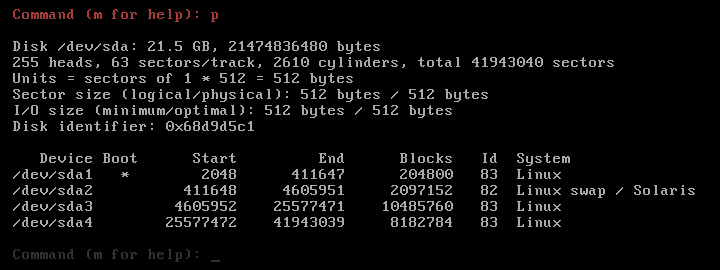 Command (m for help): p
Disk /dev/sda: 21.5 GB, 21474836480 bytes
255 heads, 63 sectors/track, 2610 cylinders, total 41943040 sectors
Units = sectors of 1 * 512 = 512 bytes
Sector size (logical/physical): 512 bytes / 512 bytes
I/O size (minimum/optimal): 512 bytes / 512 bytes
Disk identifier: 0x68d9d5c1
Device Boot Start End Blocks Id System
/dev/sda1 * 2048 411647 204800 83 Linux
/dev/sda2 411648 4605951 2097152 82 Linux swap / Solaris
/dev/sda3 4605952 25577471 10485760 83 Linux
/dev/sda4 25577472 41943039 8182784 83 Linux
Command (m for help): _